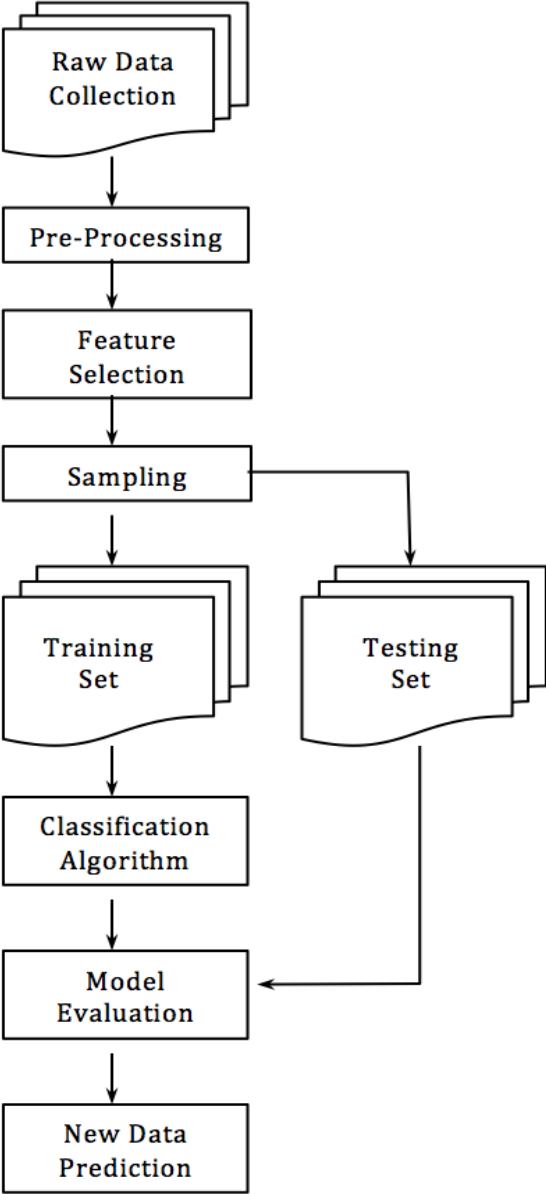 Raw Data
Collection
Pre-Processing
Feature
Selection
Sampling
Training
Set
Testing
Set
Classification
Algorithm
Model
Evaluation
New Data
Prediction